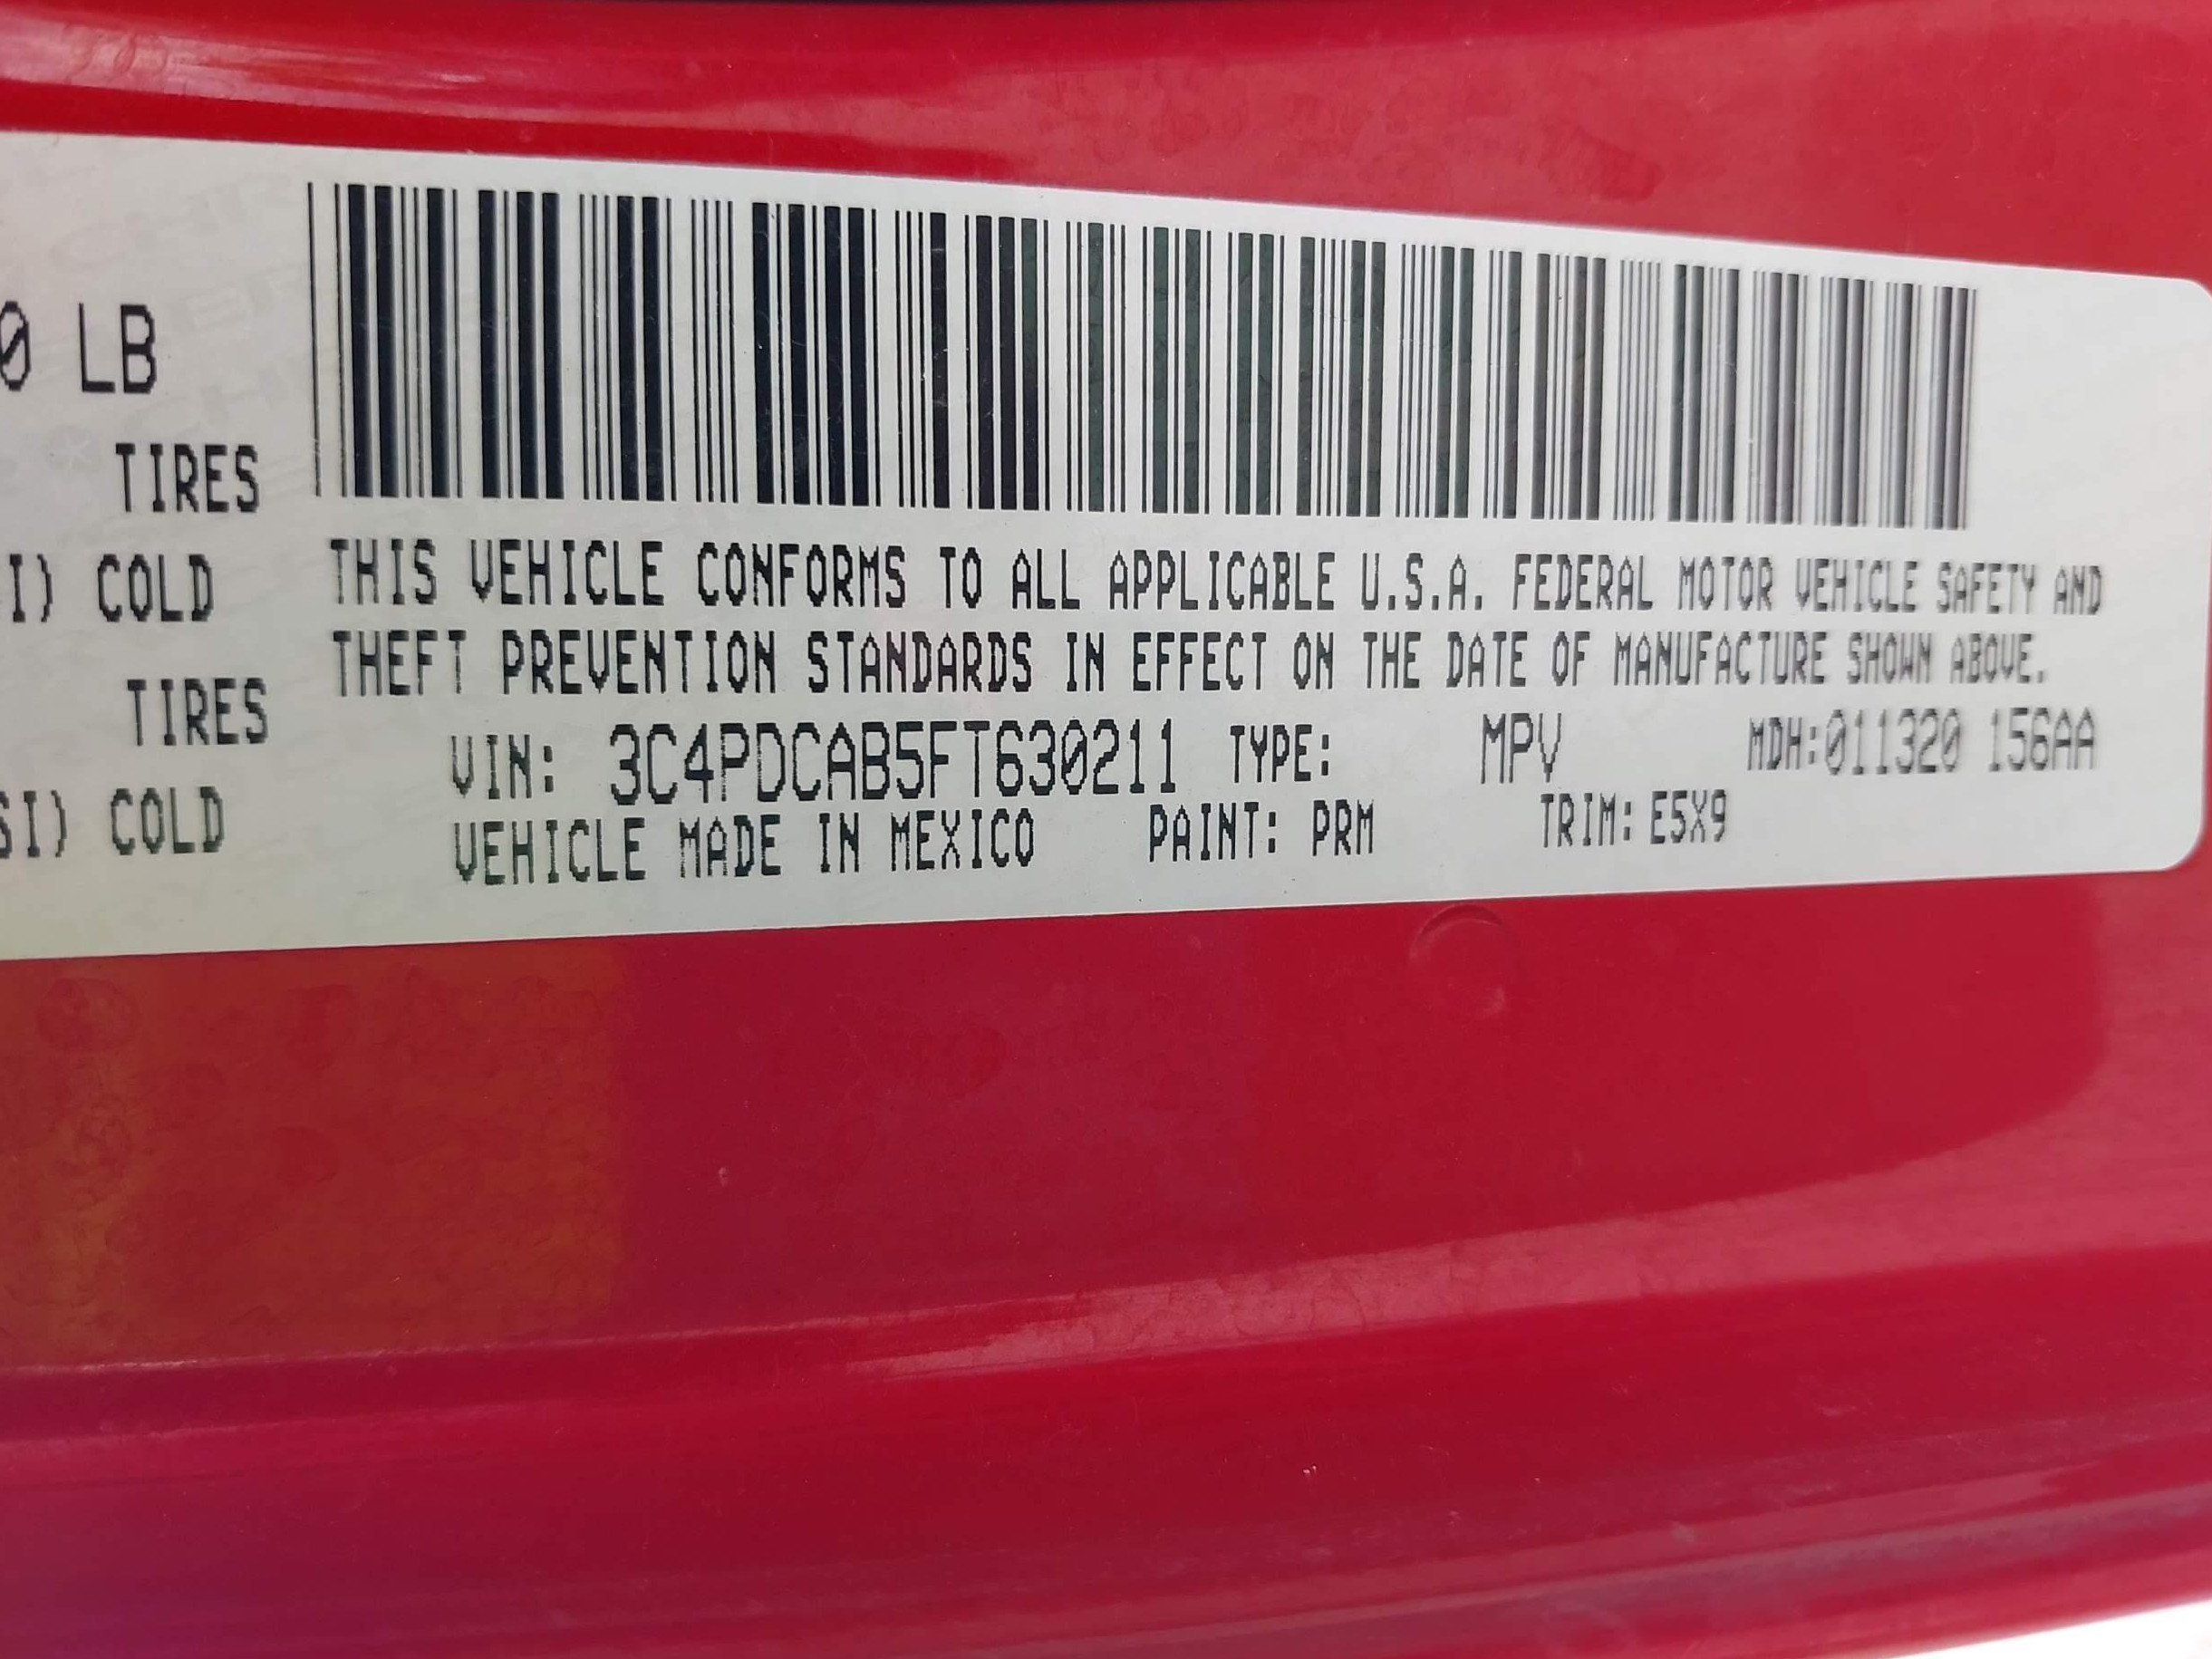 0 LB
TIRES
I) COLD
TIRES
SI) COLD
THIS VEHICLE CONFORMS TO ALL APPLICABLE U.S.A. FEDERAL MOTOR VEHICLE SAFETY AND
THEFT PREVENTION STANDARDS IN EFFECT ON THE DATE OF MANUFACTURE SHOWN ABOVE.
VIN: 3C4PDCAB5FT630211 TYPE: MPV MDH:011320 156AA
VEHICLE MADE IN MEXICO PAINT: PRM TRIM: E5X9